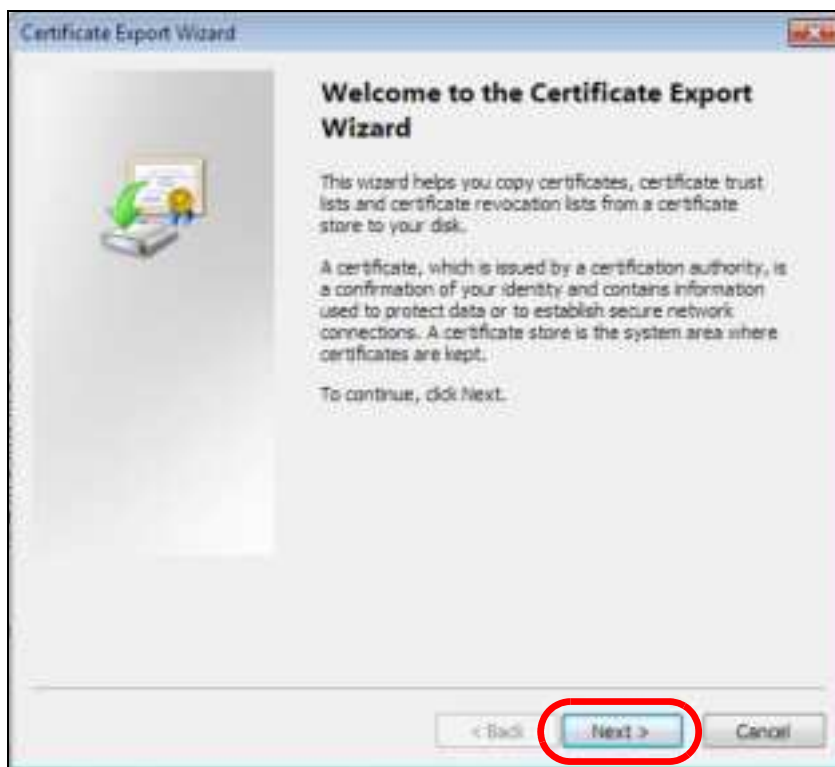 Certificate Export Wizard
Welcome to the Certificate Export
Wizard
This wizard helps you copy certificates, certificate trust
lists and certificate revocation lists from a certificate
store to your disk.
A certificate, which is issued by a certification authority, is
a confirmation of your identity and contains information
used to protect data or to establish secure network
connections. A certificate store is the system area where
certificates are kept.
To continue, click Next.
< Back
Next >
Cancel